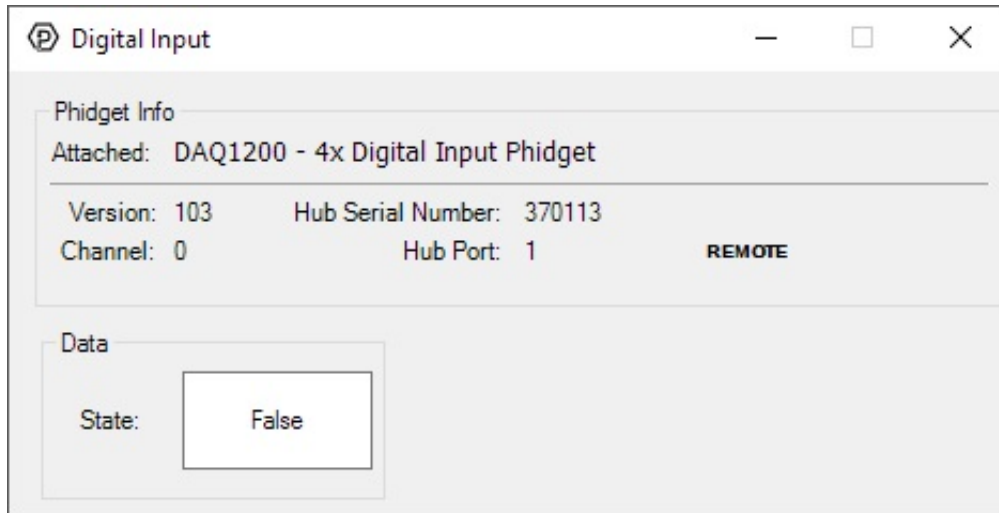 Digital Input
Phidget Info
Attached: DAQ1200 - 4x Digital Input Phidget
Version: 103 Hub Serial Number: 370113
Channel: 0 Hub Port: 1 REMOTE
Data
State: False